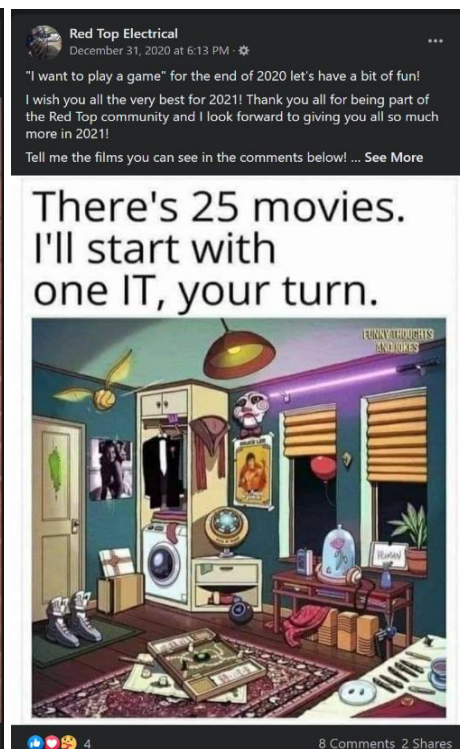 Red Top Electrical
December 31, 2020 at 6:13 PM ·
"I want to play a game" for the end of 2020 let's have a bit of fun!
I wish you all the very best for 2021! Thank you all for being part of
the Red Top community and I look forward to giving you all so much
more in 2021!
Tell me the films you can see in the comments below! ... See More
There's 25 movies.
I'll start with
one IT, your turn.
FUNNY THOUGHTS
AND JOKES
BRUCE LEE
HUMAN
4
8 Comments 2 Shares